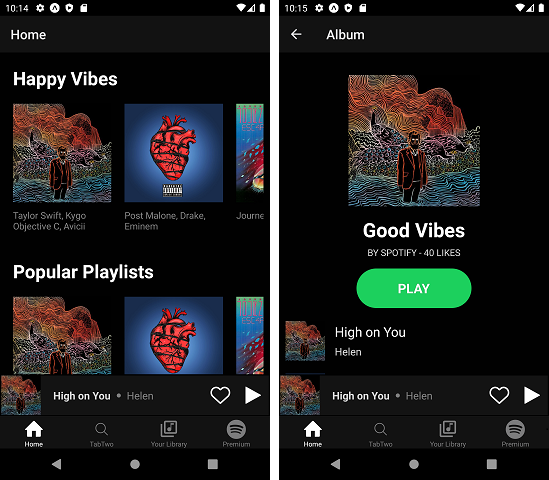 10:14
Home
Happy Vibes
Taylor Swift, Kygo
Objective C, Avicii
Post Malone, Drake,
Eminem
Journe
Popular Playlists
High on You • Helen
Home
TabTwo
Your Library
Premium
10:15
Album
Good Vibes
BY SPOTIFY - 40 LIKES
PLAY
High on You
Helen
High on You • Helen
Home
TabTwo
Your Library
Premium